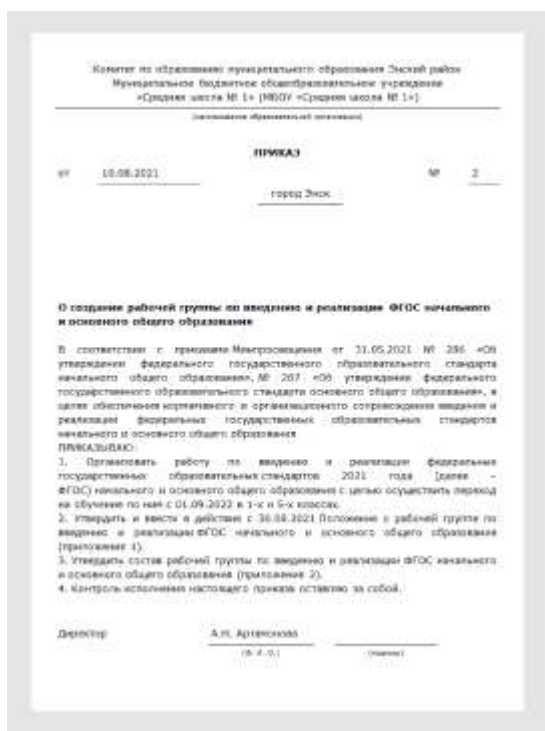 Комитет по образованию муниципального образования Энский район
Муниципальное бюджетное общеобразовательное учреждение
«Средняя школа № 1» (МБОУ «Средняя школа № 1»)
(наименование образовательной организации)
ПРИКАЗ
от 10.08.2021 № 2
город Энск
О создании рабочей группы по введению и реализации ФГОС начального
и основного общего образования
В соответствии с приказами Минпросвещения от 31.05.2021 № 286 «Об
утверждении федерального государственного образовательного стандарта
начального общего образования», № 287 «Об утверждении федерального
государственного образовательного стандарта основного общего образования», в
целях обеспечения нормативного и организационного сопровождения введения и
реализации федеральных государственных образовательных стандартов
начального и основного общего образования
ПРИКАЗЫВАЮ:
1. Организовать работу по введению и реализации федеральных
государственных образовательных стандартов 2021 года (далее –
ФГОС) начального и основного общего образования с целью осуществить переход
на обучение по ним с 01.09.2022 в 1-х и 5-х классах.
2. Утвердить и ввести в действие с 30.08.2021 Положение о рабочей группе по
введению и реализации ФГОС начального и основного общего образования
(приложение 1).
3. Утвердить состав рабочей группы по введению и реализации ФГОС начального
и основного общего образования (приложение 2).
4. Контроль исполнения настоящего приказа оставляю за собой.
Директор А.Н. Артамонова
(Ф. И. О.) (подпись)